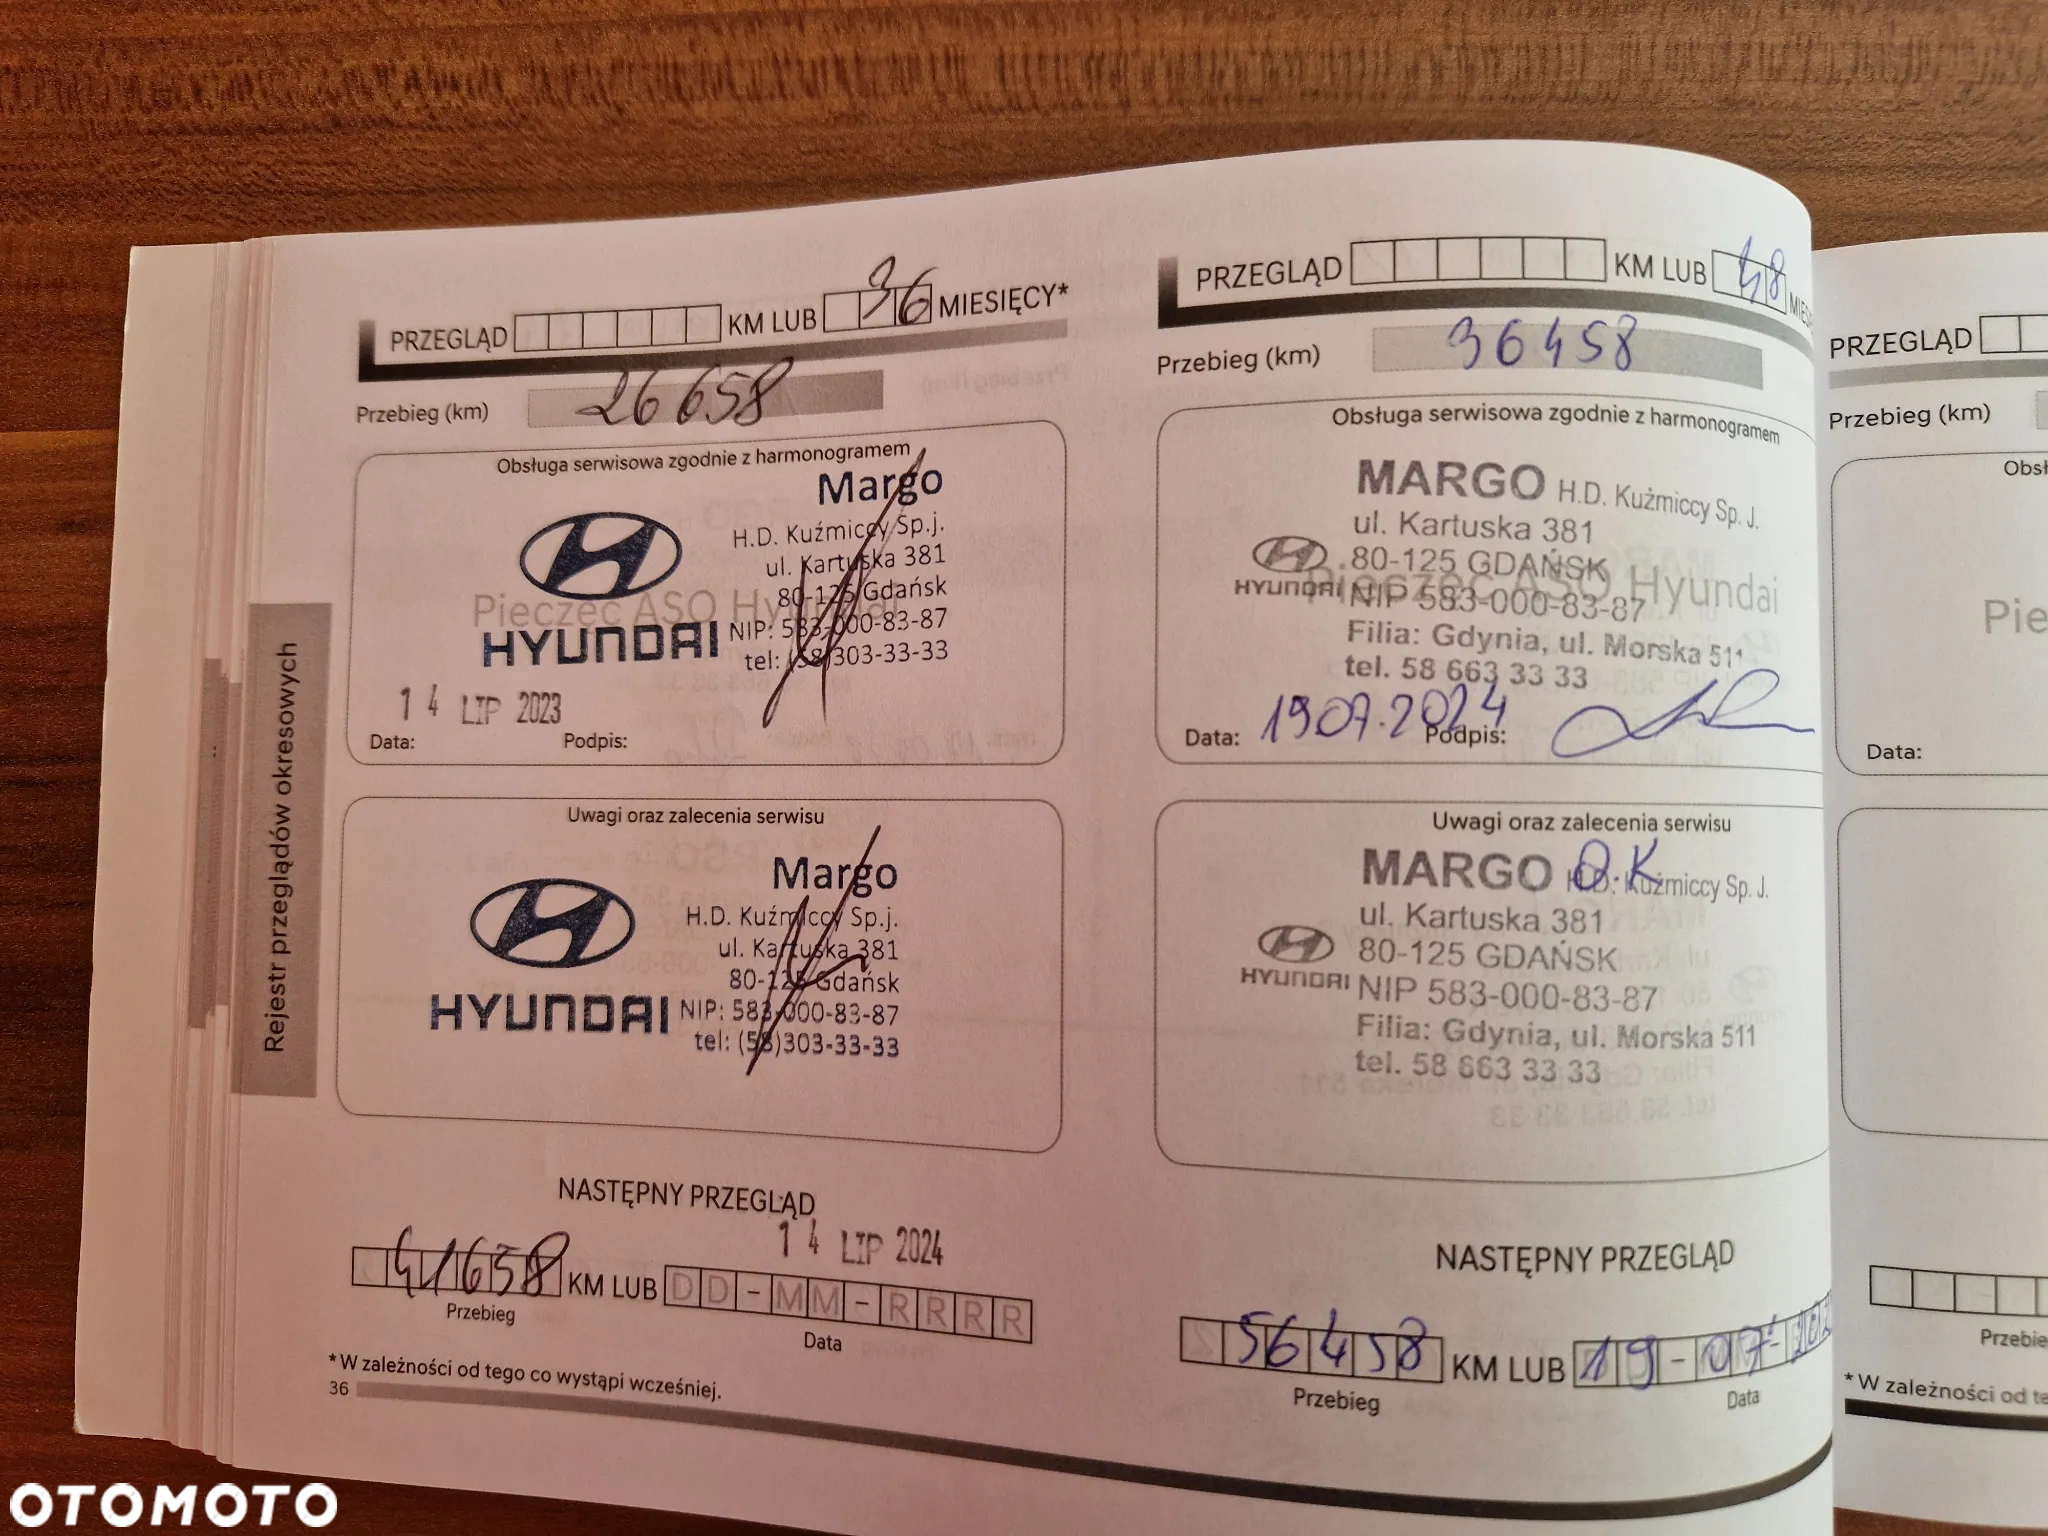 PRZEGLĄD KM LUB 36 MIESIĘCY*
Przebieg (km) 26658
Obsługa serwisowa zgodnie z harmonogramem
Margo
H.D. Kuźmiccy Sp.j.
ul. Kartuska 381
80-125 Gdańsk
Pieczęć ASO Hyundai
HYUNDAI NIP: 583-000-83-87
tel: (58)303-33-33
14 LIP 2023
Data: Podpis:
Uwagi oraz zalecenia serwisu
Margo
H.D. Kuźmiccy Sp.j.
ul. Kartuska 381
80-125 Gdańsk
HYUNDAI NIP: 583-000-83-87
tel: (58)303-33-33
NASTĘPNY PRZEGLĄD
14 LIP 2024
41658 KM LUB DD-MM-RRRR
Przebieg Data
*W zależności od tego co wystąpi wcześniej.
36
Rejestr przeglądów okresowych
PRZEGLĄD KM LUB 48
Przebieg (km) 36458
Obsługa serwisowa zgodnie z harmonogramem
MARGO H.D. Kuźmiccy Sp. J.
ul. Kartuska 381
80-125 GDAŃSK
Pieczęć ASO Hyundai
HYUNDAI NIP 583-000-83-87
Filia: Gdynia, ul. Morska 511
tel. 58 663 33 33
Data: 19.07.2024 Podpis:
Uwagi oraz zalecenia serwisu
O.K
MARGO H.D. Kuźmiccy Sp. J.
ul. Kartuska 381
80-125 GDAŃSK
HYUNDAI NIP 583-000-83-87
Filia: Gdynia, ul. Morska 511
tel. 58 663 33 33
NASTĘPNY PRZEGLĄD
56458 KM LUB 19-07-
Przebieg Data
PRZEGLĄD
Przebieg (km)
Obsł
Pie
Data:
Przebie
*W zależności od te
OTOMOTO